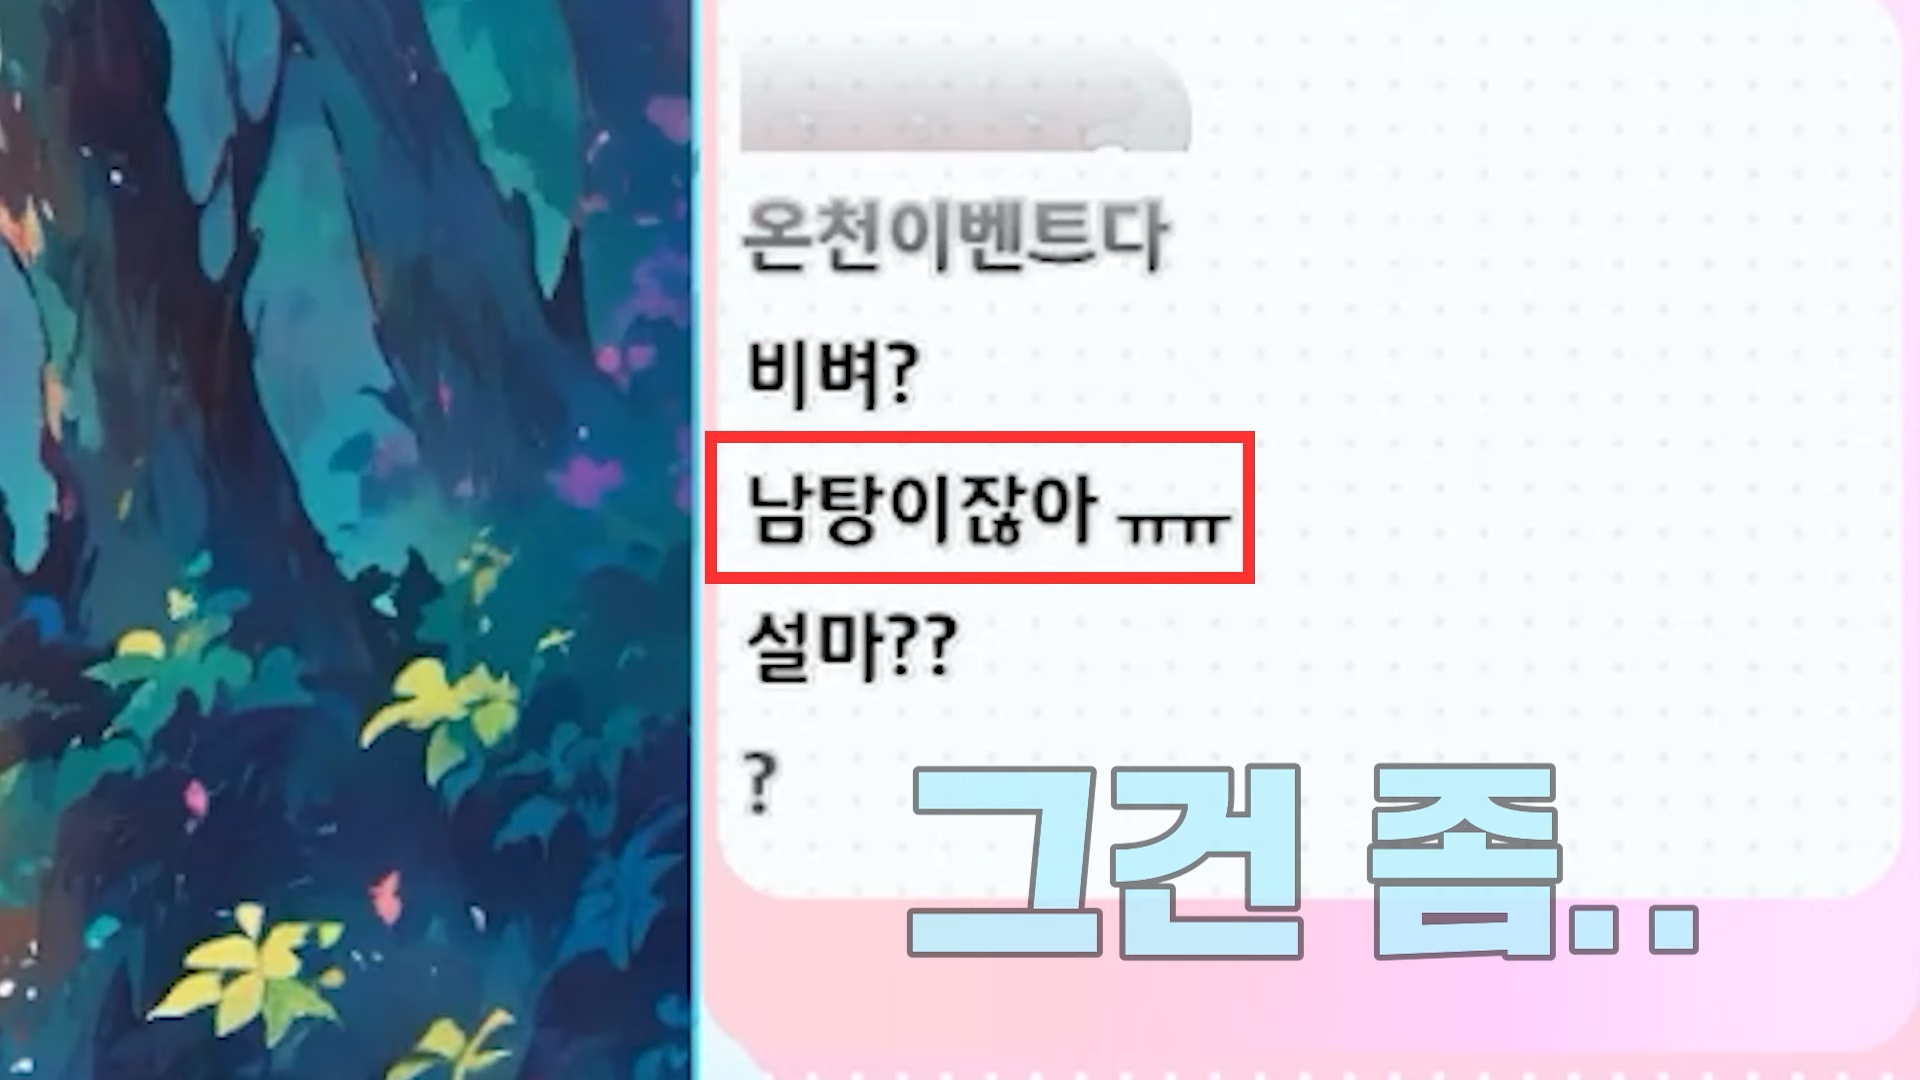 온천이벤트다
비벼?
남탕이잖아 ㅠㅠ
설마??
?
그건 좀..